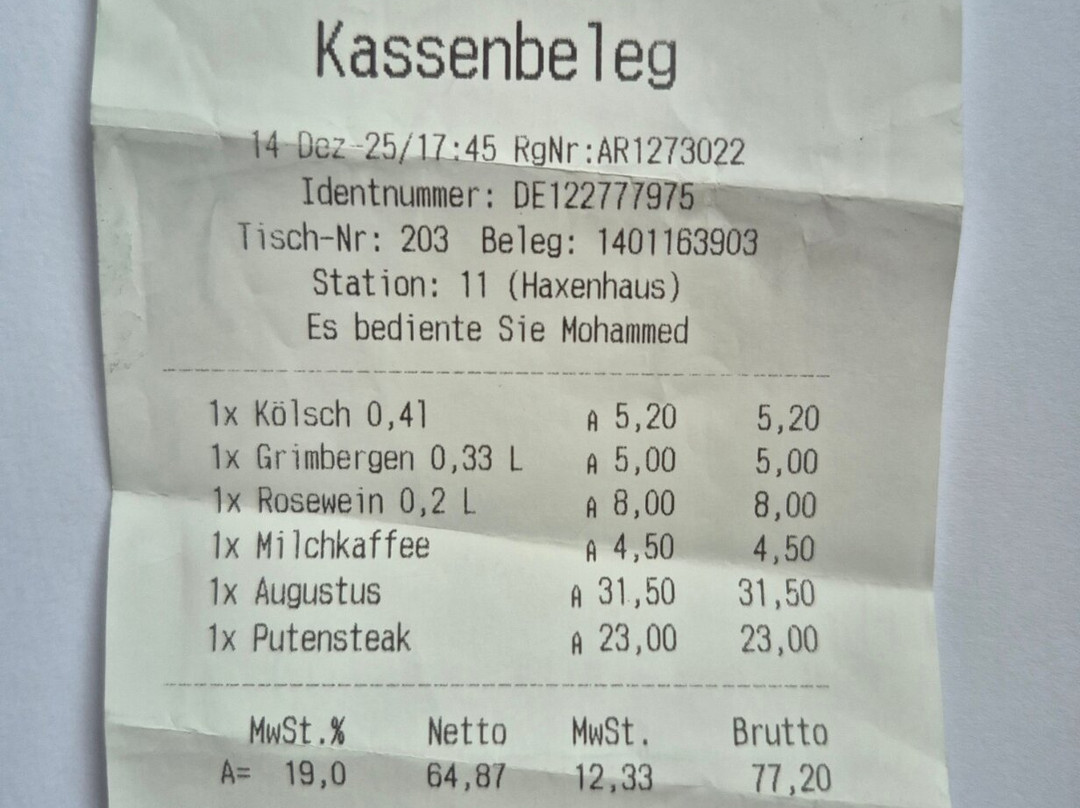 Kassenbeleg
14-Dez-25/17:45 RgNr:AR1273022
Identnummer: DE122777975
Tisch-Nr: 203 Beleg: 1401163903
Station: 11 (Haxenhaus)
Es bediente Sie Mohammed
1x Kölsch 0,4l A 5,20 5,20
1x Grimbergen 0,33 L A 5,00 5,00
1x Rosewein 0,2 L A 8,00 8,00
1x Milchkaffee A 4,50 4,50
1x Augustus A 31,50 31,50
1x Putensteak A 23,00 23,00
MwSt.% Netto MwSt. Brutto
A= 19,0 64,87 12,33 77,20